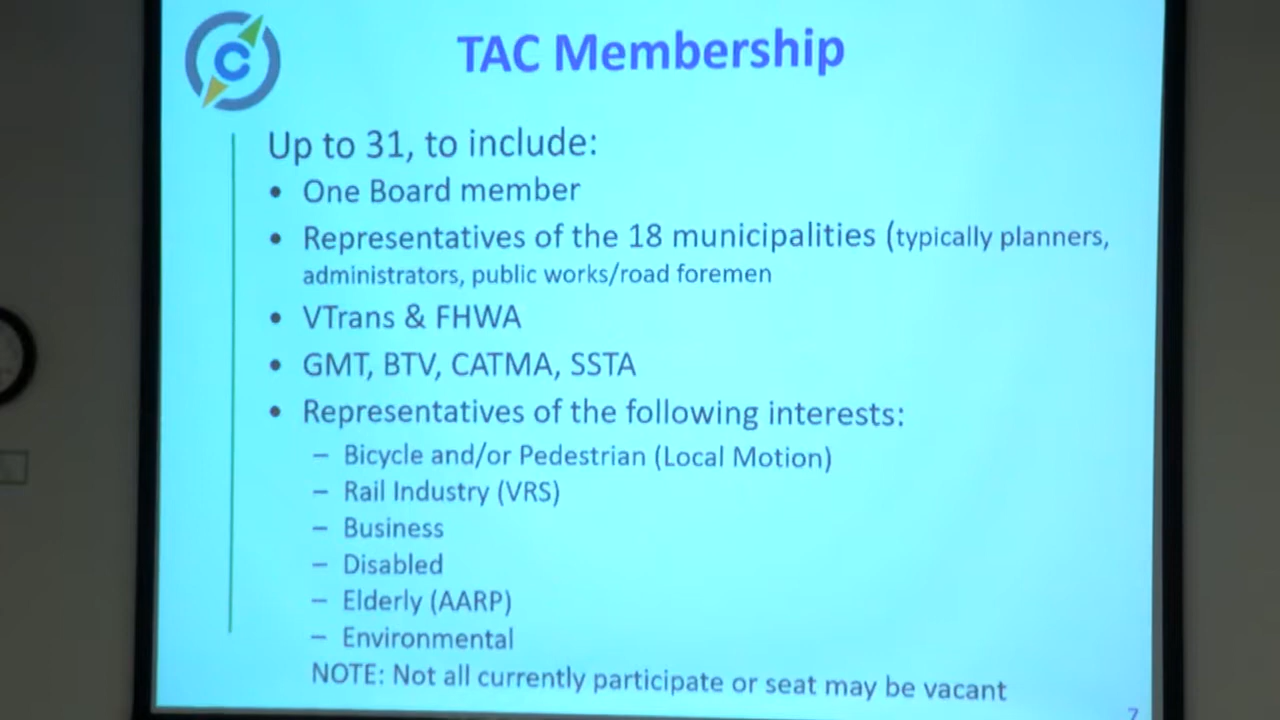 C
TAC Membership
Up to 31, to include:
• One Board member
• Representatives of the 18 municipalities (typically planners,
administrators, public works/road foremen
• VTrans & FHWA
• GMT, BTV, CATMA, SSTA
• Representatives of the following interests:
– Bicycle and/or Pedestrian (Local Motion)
– Rail Industry (VRS)
– Business
– Disabled
– Elderly (AARP)
– Environmental
NOTE: Not all currently participate or seat may be vacant
7